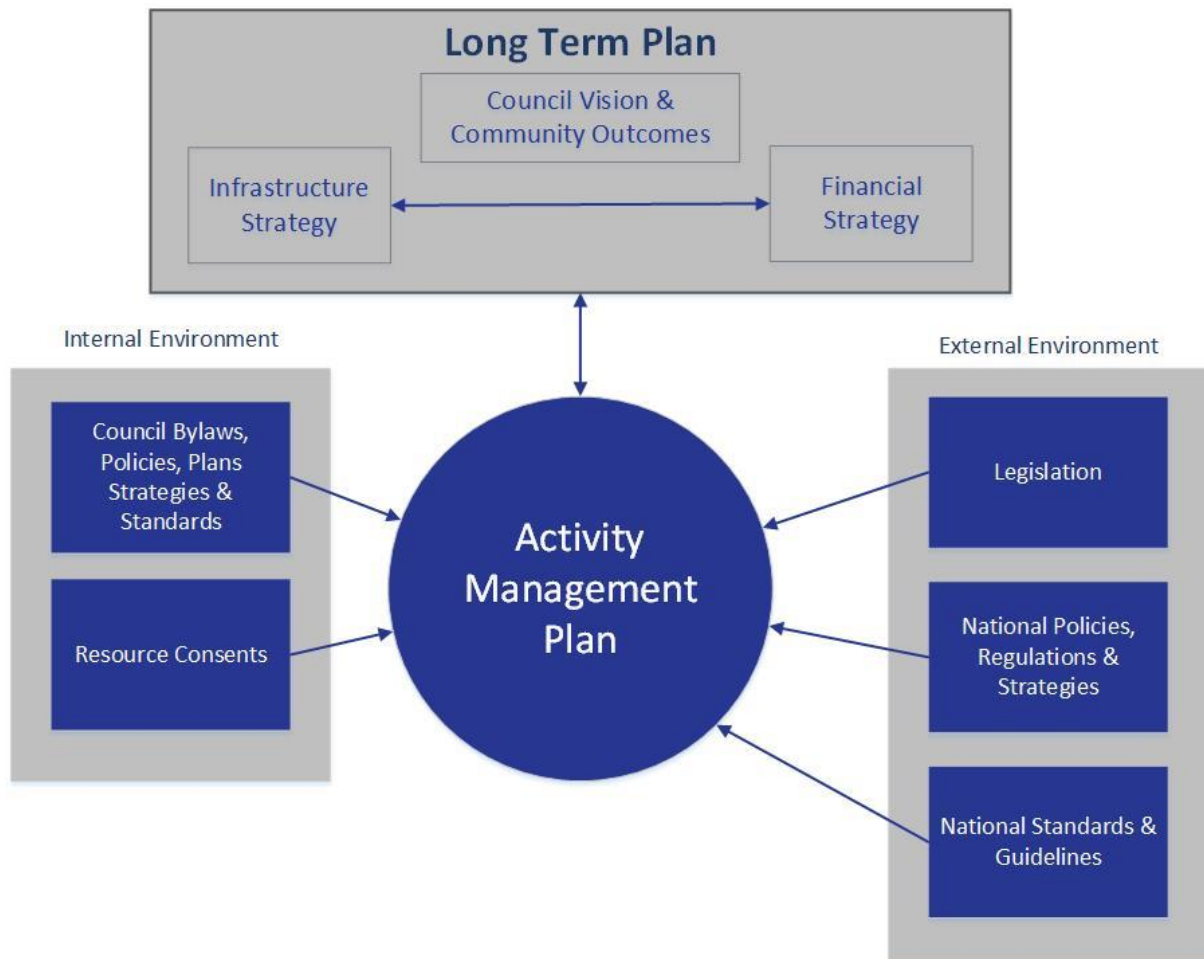 Long Term Plan
Council Vision &
Community Outcomes
Infrastructure
Strategy
Financial
Strategy
Internal Environment
External Environment
Council Bylaws,
Policies, Plans
Strategies &
Standards
Resource Consents
Activity
Management
Plan
Legislation
National Policies,
Regulations &
Strategies
National Standards &
Guidelines